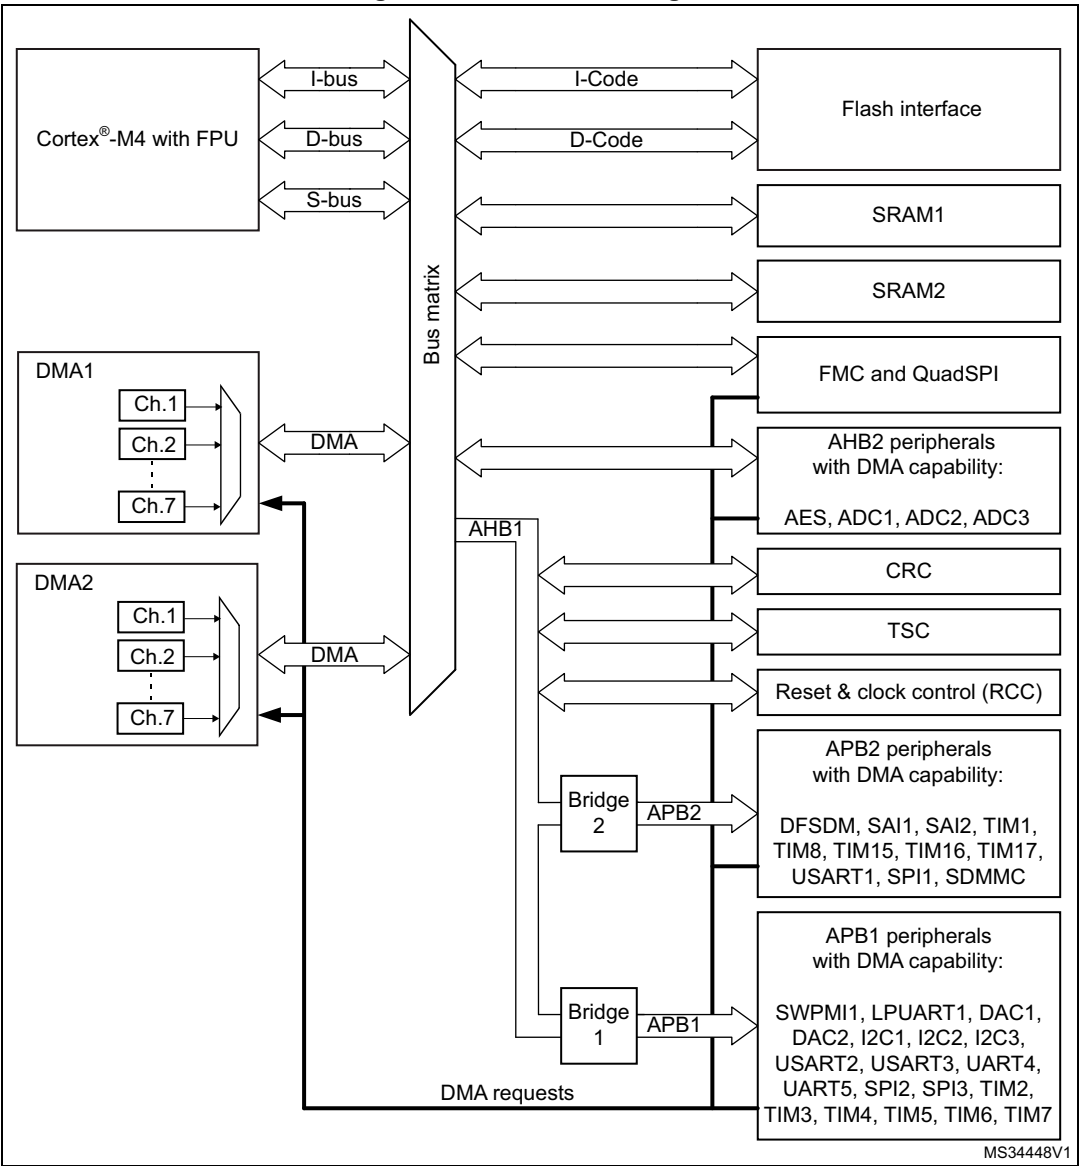 Cortex®-M4 with FPU
I-bus
D-bus
S-bus
Bus matrix
I-Code
D-Code
Flash interface
SRAM1
SRAM2
FMC and QuadSPI
DMA1
Ch.1
Ch.2
Ch.7
DMA
AHB2 peripherals
with DMA capability:
AES, ADC1, ADC2, ADC3
AHB1
DMA2
Ch.1
Ch.2
Ch.7
DMA
CRC
TSC
Reset & clock control (RCC)
Bridge
2
APB2
APB2 peripherals
with DMA capability:
DFSDM, SAI1, SAI2, TIM1,
TIM8, TIM15, TIM16, TIM17,
USART1, SPI1, SDMMC
Bridge
1
APB1
APB1 peripherals
with DMA capability:
SWPMI1, LPUART1, DAC1,
DAC2, I2C1, I2C2, I2C3,
USART2, USART3, UART4,
UART5, SPI2, SPI3, TIM2,
TIM3, TIM4, TIM5, TIM6, TIM7
DMA requests
MS34448V1